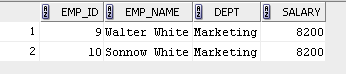 EMP_ID EMP_NAME DEPT SALARY
1 9 Walter White Marketing 8200
2 10 Sonnow White Marketing 8200